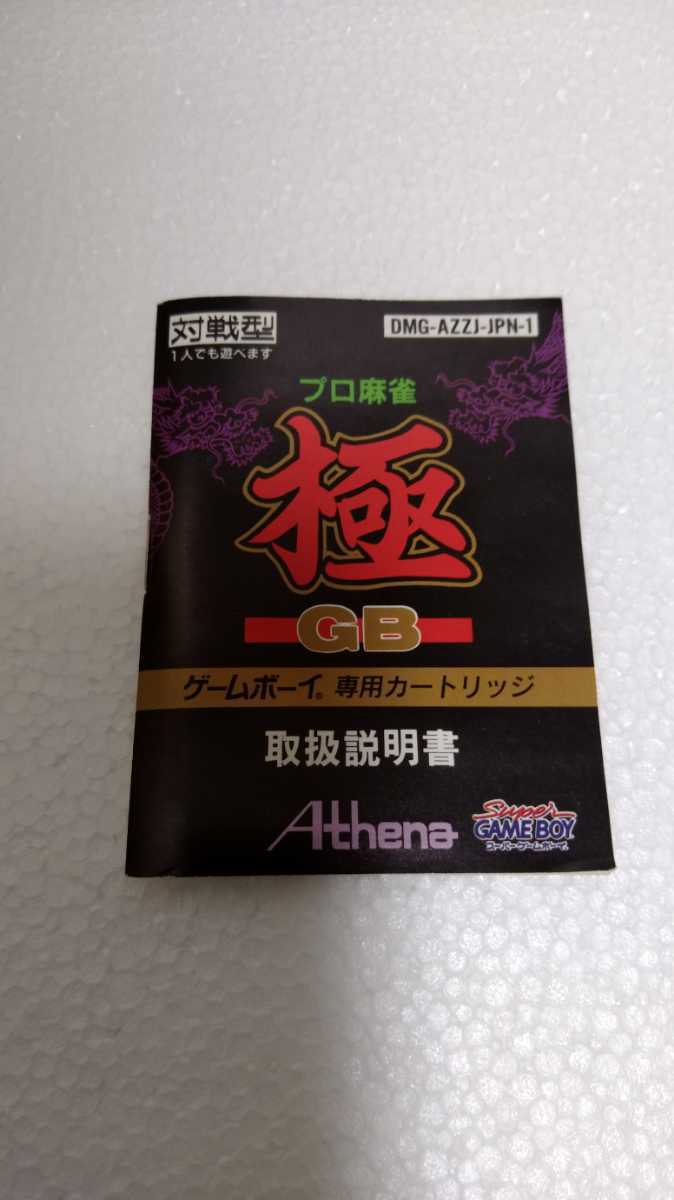 対戦型
1人でも遊べます
DMG-AZZJ-JPN-1
プロ麻雀
極
GB
ゲームボーイ® 専用カートリッジ
取扱説明書
Athena
Super
GAME BOY
スーパーゲームボーイ